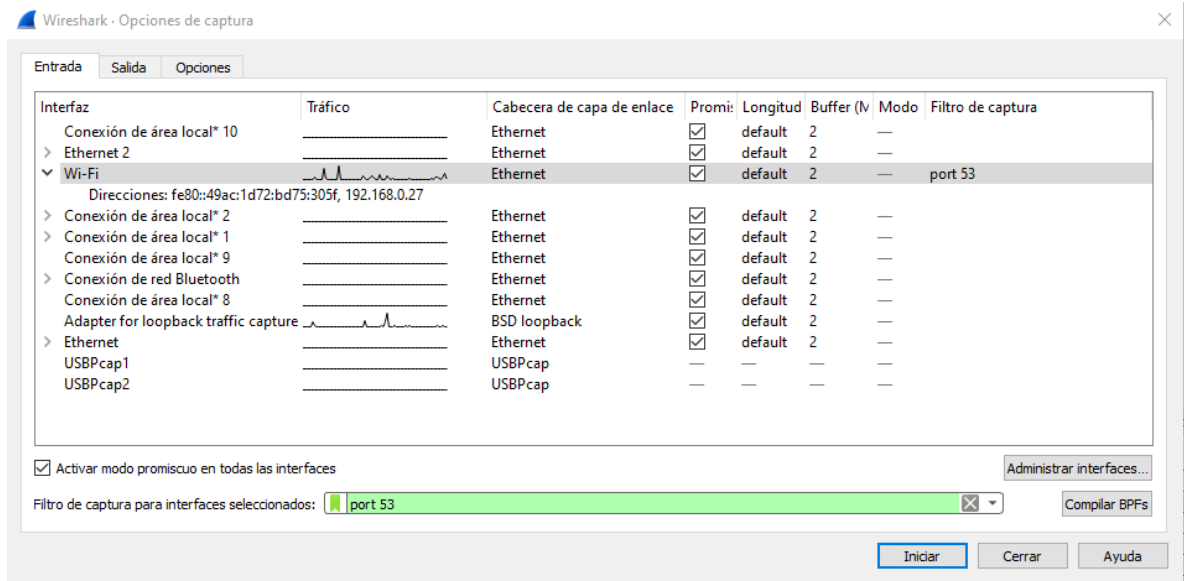 Wireshark · Opciones de captura
Entrada Salida Opciones
Interfaz Tráfico Cabecera de capa de enlace Promi: Longitud Buffer (M Modo Filtro de captura
Conexión de área local* 10 Ethernet default 2 —
Ethernet 2 Ethernet default 2 —
Wi-Fi Ethernet default 2 — port 53
Direcciones: fe80::49ac:1d72:bd75:305f, 192.168.0.27
Conexión de área local* 2 Ethernet default 2 —
Conexión de área local* 1 Ethernet default 2 —
Conexión de área local* 9 Ethernet default 2 —
Conexión de red Bluetooth Ethernet default 2 —
Conexión de área local* 8 Ethernet default 2 —
Adapter for loopback traffic capture BSD loopback default 2 —
Ethernet Ethernet default 2 —
USBPcap1 USBPcap — — — —
USBPcap2 USBPcap — — — —
Activar modo promiscuo en todas las interfaces Administrar interfaces...
Filtro de captura para interfaces seleccionados: port 53 Compilar BPFs
Iniciar Cerrar Ayuda